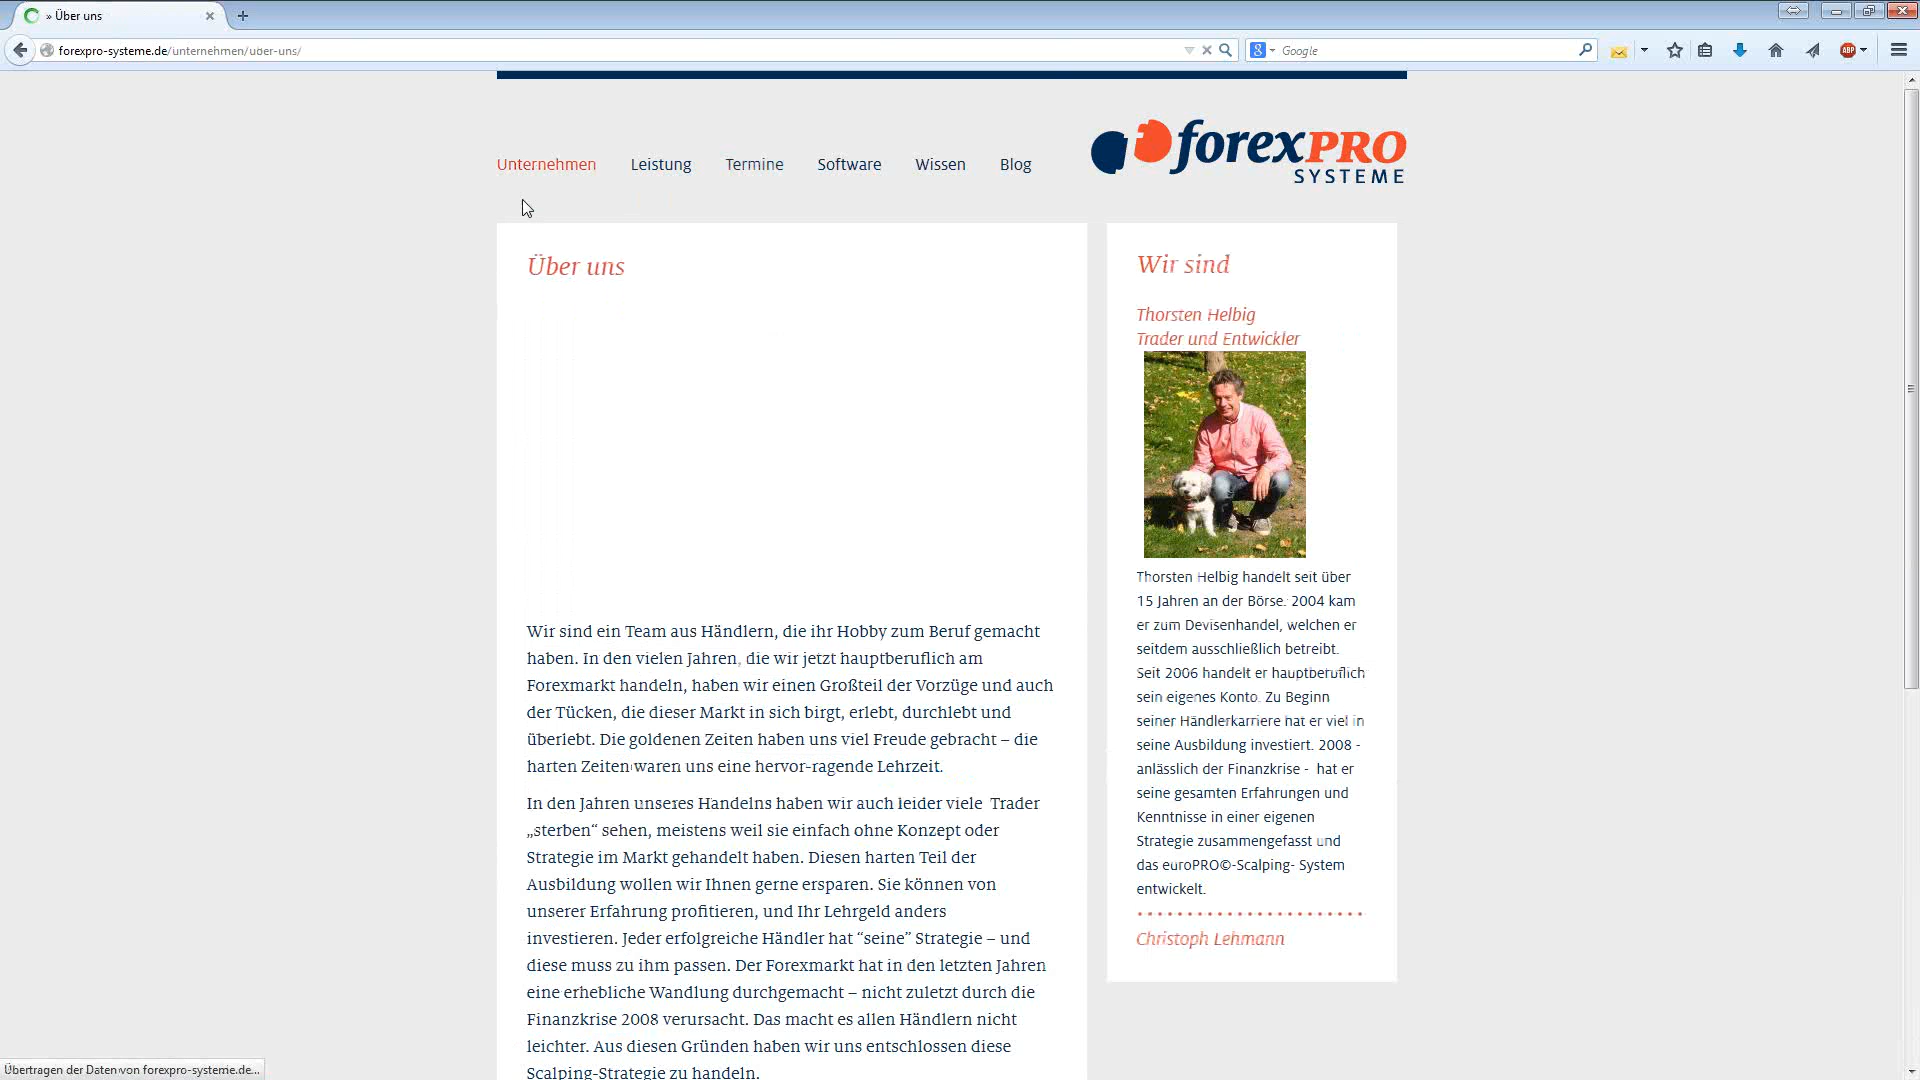 » Über uns
forexpro-systeme.de/unternehmen/ueber-uns/
Google
Unternehmen Leistung Termine Software Wissen Blog
forexPRO
SYSTEME
Über uns
Wir sind ein Team aus Händlern, die ihr Hobby zum Beruf gemacht
haben. In den vielen Jahren, die wir jetzt hauptberuflich am
Forexmarkt handeln, haben wir einen Großteil der Vorzüge und auch
der Tücken, die dieser Markt in sich birgt, erlebt, durchlebt und
überlebt. Die goldenen Zeiten haben uns viel Freude gebracht – die
harten Zeiten waren uns eine hervor-ragende Lehrzeit.
In den Jahren unseres Handelns haben wir auch leider viele Trader
„sterben“ sehen, meistens weil sie einfach ohne Konzept oder
Strategie im Markt gehandelt haben. Diesen harten Teil der
Ausbildung wollen wir Ihnen gerne ersparen. Sie können von
unserer Erfahrung profitieren, und Ihr Lehrgeld anders
investieren. Jeder erfolgreiche Händler hat “seine” Strategie – und
diese muss zu ihm passen. Der Forexmarkt hat in den letzten Jahren
eine erhebliche Wandlung durchgemacht – nicht zuletzt durch die
Finanzkrise 2008 verursacht. Das macht es allen Händlern nicht
leichter. Aus diesen Gründen haben wir uns entschlossen diese
Scalping-Strategie zu handeln.
Wir sind
Thorsten Helbig
Trader und Entwickler
Thorsten Helbig handelt seit über
15 Jahren an der Börse. 2004 kam
er zum Devisenhandel, welchen er
seitdem ausschließlich betreibt.
Seit 2006 handelt er hauptberuflich
sein eigenes Konto. Zu Beginn
seiner Händlerkarriere hat er viel in
seine Ausbildung investiert. 2008 -
anlässlich der Finanzkrise - hat er
seine gesamten Erfahrungen und
Kenntnisse in einer eigenen
Strategie zusammengefasst und
das euroPRO©-Scalping- System
entwickelt.
Christoph Lehmann
Übertragen der Daten von forexpro-systeme.de...